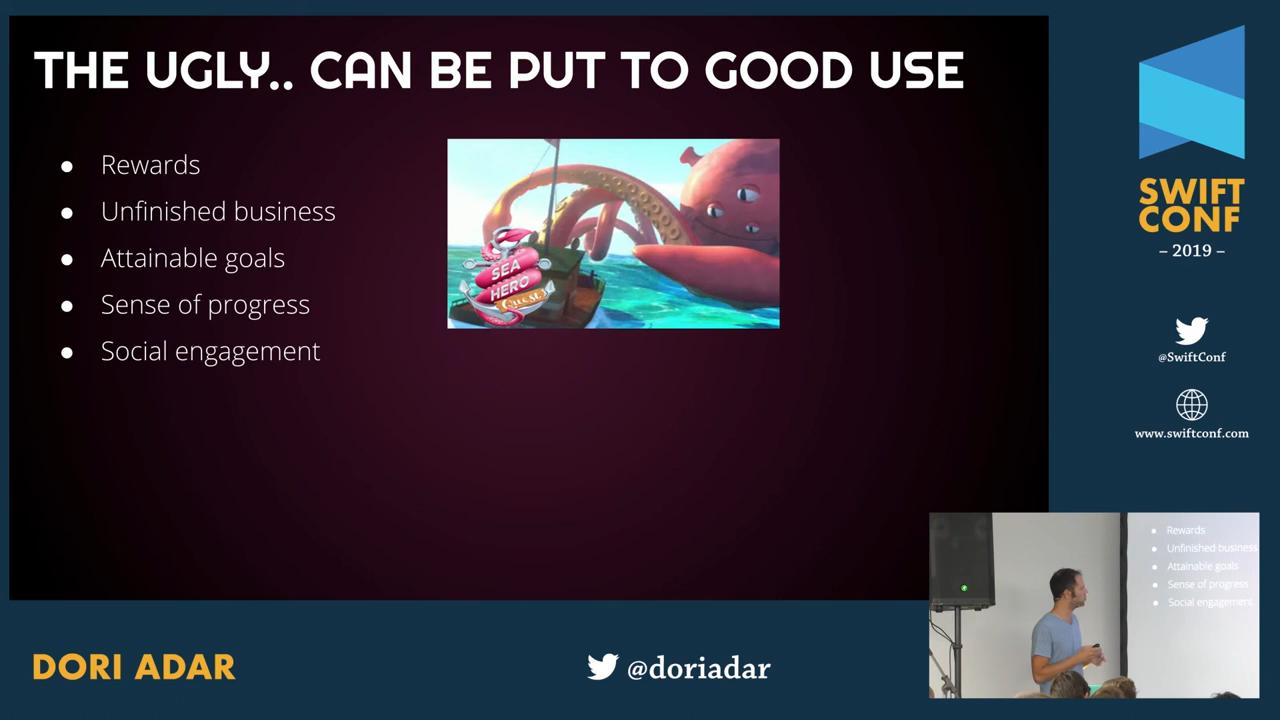 THE UGLY.. CAN BE PUT TO GOOD USE
● Rewards
● Unfinished business
● Attainable goals
● Sense of progress
● Social engagement
SEA
HERO
Quest
SWIFT
CONF
– 2019 –
@SwiftConf
www.swiftconf.com
● Rewards
● Unfinished business
● Attainable goals
● Sense of progress
● Social engagement
DORI ADAR
@doriadar